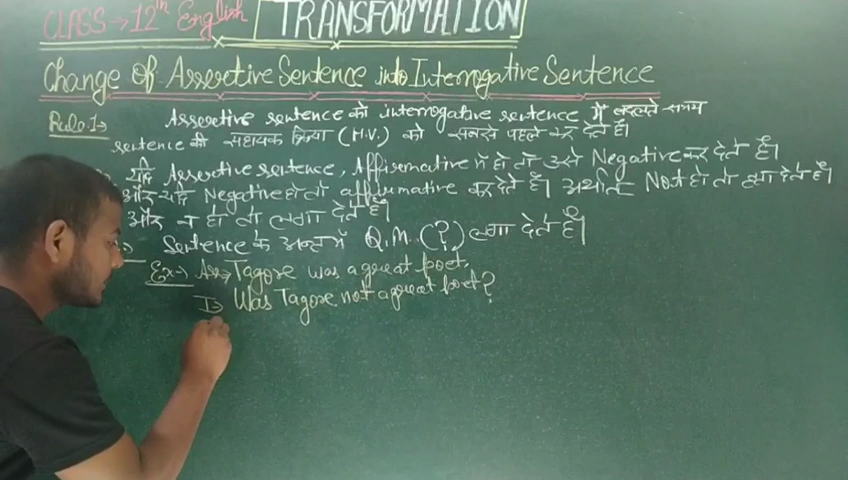 CLASS → 12th English TRANSFORMATION
Change of Assertive Sentence into Interrogative Sentence
Rule.1→ Assertive sentence को interrogative sentence में बदलते समय
sentence की सहायक क्रिया (H.V.) को सबसे पहले कर देते हैं।
यदि Assertive sentence, Affirmative में हो तो उसे Negative कर देते हैं।
और यदि Negative हो तो affirmative कर देते हैं। अर्थात Not हो तो हटा देते हैं।
और न हो तो लगा देते हैं
Sentence के अन्त में Q.M. (?) लगा देते हैं।
Ex:→ Ass→ Tagore was a great poet.
I→ Was Tagore not a great poet?